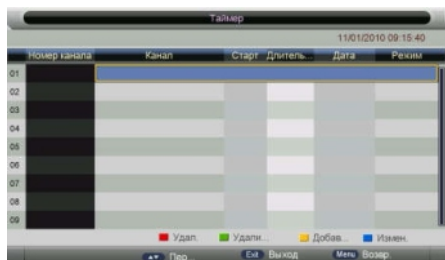 Таймер
11/01/2010 09:15:40
Номер канала Канал Старт Длитель... Дата Режим
01
02
03
04
05
06
07
08
09
Удал. Удали... Добав... Измен.
Пер... Exit Выход Menu Возвр